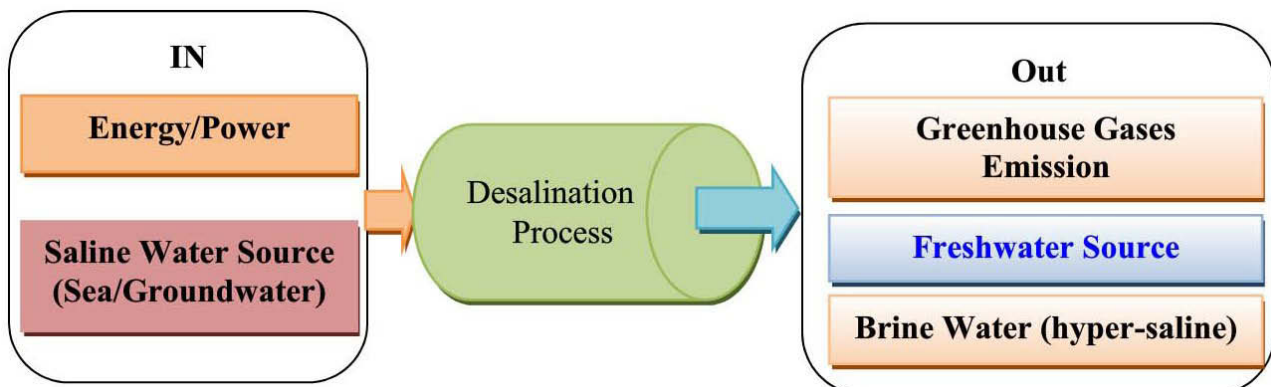 IN
Energy/Power
Saline Water Source
(Sea/Groundwater)
Desalination
Process
Out
Greenhouse Gases
Emission
Freshwater Source
Brine Water (hyper-saline)